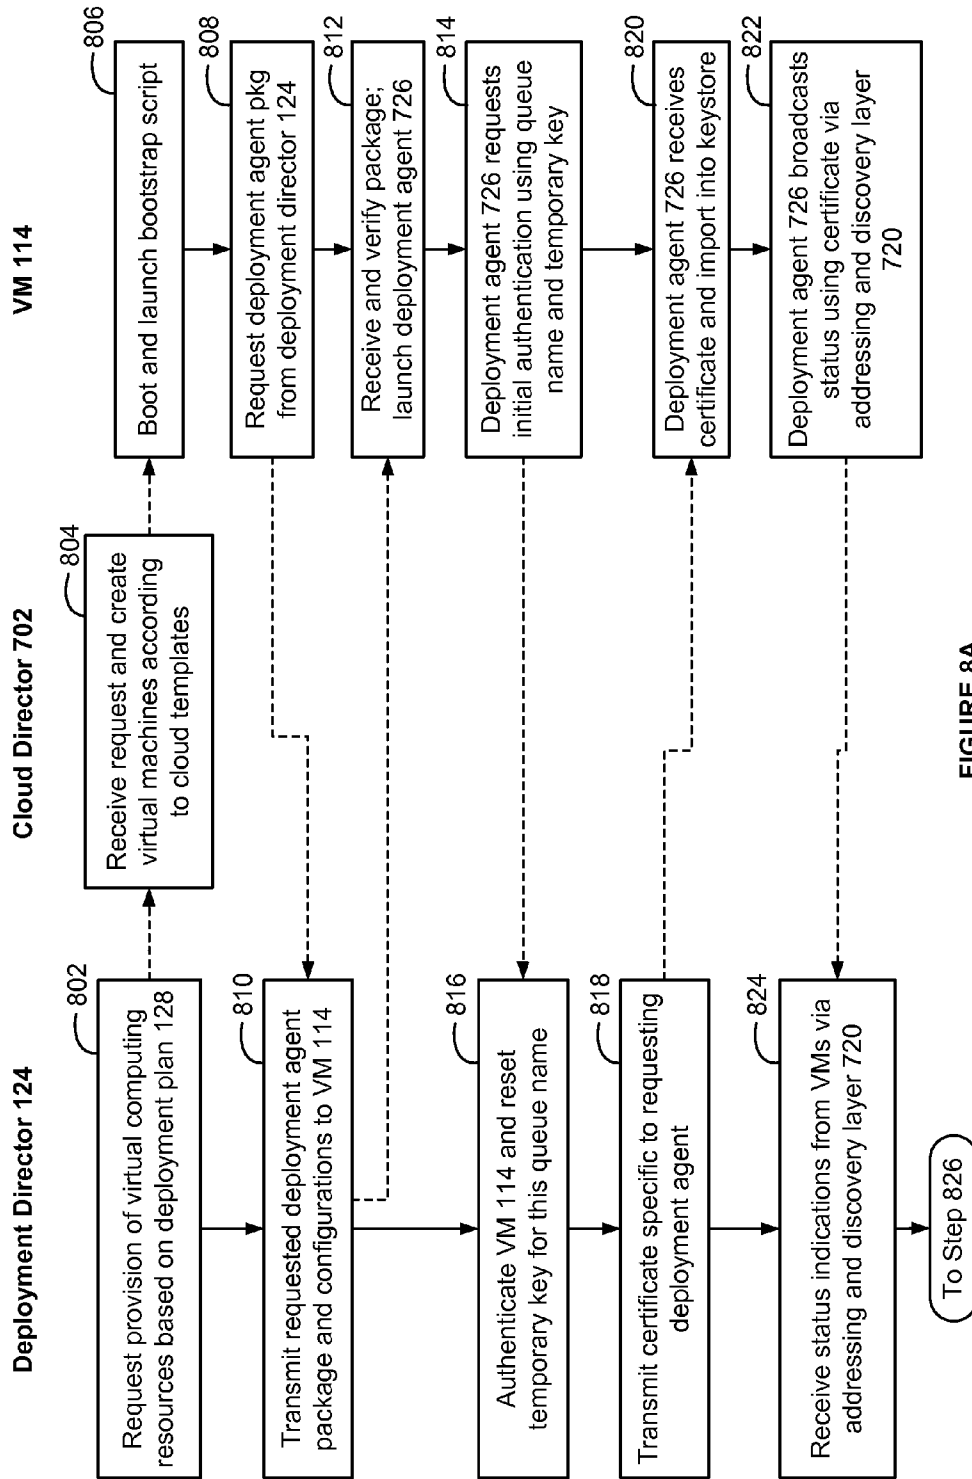 Deployment Director 124
Cloud Director 702
VM 114
802
Request provision of virtual computing
resources based on deployment plan 128
804
Receive request and create
virtual machines according
to cloud templates
806
Boot and launch bootstrap script
808
Request deployment agent pkg
from deployment director 124
810
Transmit requested deployment agent
package and configurations to VM 114
812
Receive and verify package;
launch deployment agent 726
814
Deployment agent 726 requests
initial authentication using queue
name and temporary key
816
Authenticate VM 114 and reset
temporary key for this queue name
818
Transmit certificate specific to requesting
deployment agent
820
Deployment agent 726 receives
certificate and import into keystore
822
Deployment agent 726 broadcasts
status using certificate via
addressing and discovery layer
720
824
Receive status indications from VMs via
addressing and discovery layer 720
To Step 826
FIGURE 8A